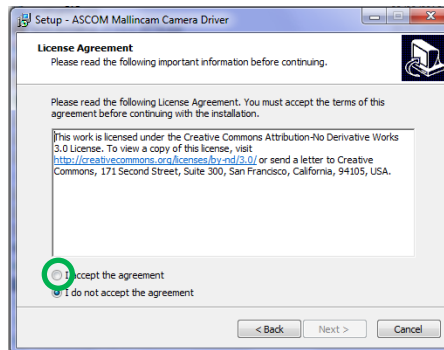 Setup - ASCOM Mallincam Camera Driver
License Agreement
Please read the following important information before continuing.
Please read the following License Agreement. You must accept the terms of this
agreement before continuing with the installation.
This work is licensed under the Creative Commons Attribution-No Derivative Works
3.0 License. To view a copy of this license, visit
http://creativecommons.org/licenses/by-nd/3.0/ or send a letter to Creative
Commons, 171 Second Street, Suite 300, San Francisco, California, 94105, USA.
I accept the agreement
I do not accept the agreement
< Back Next > Cancel